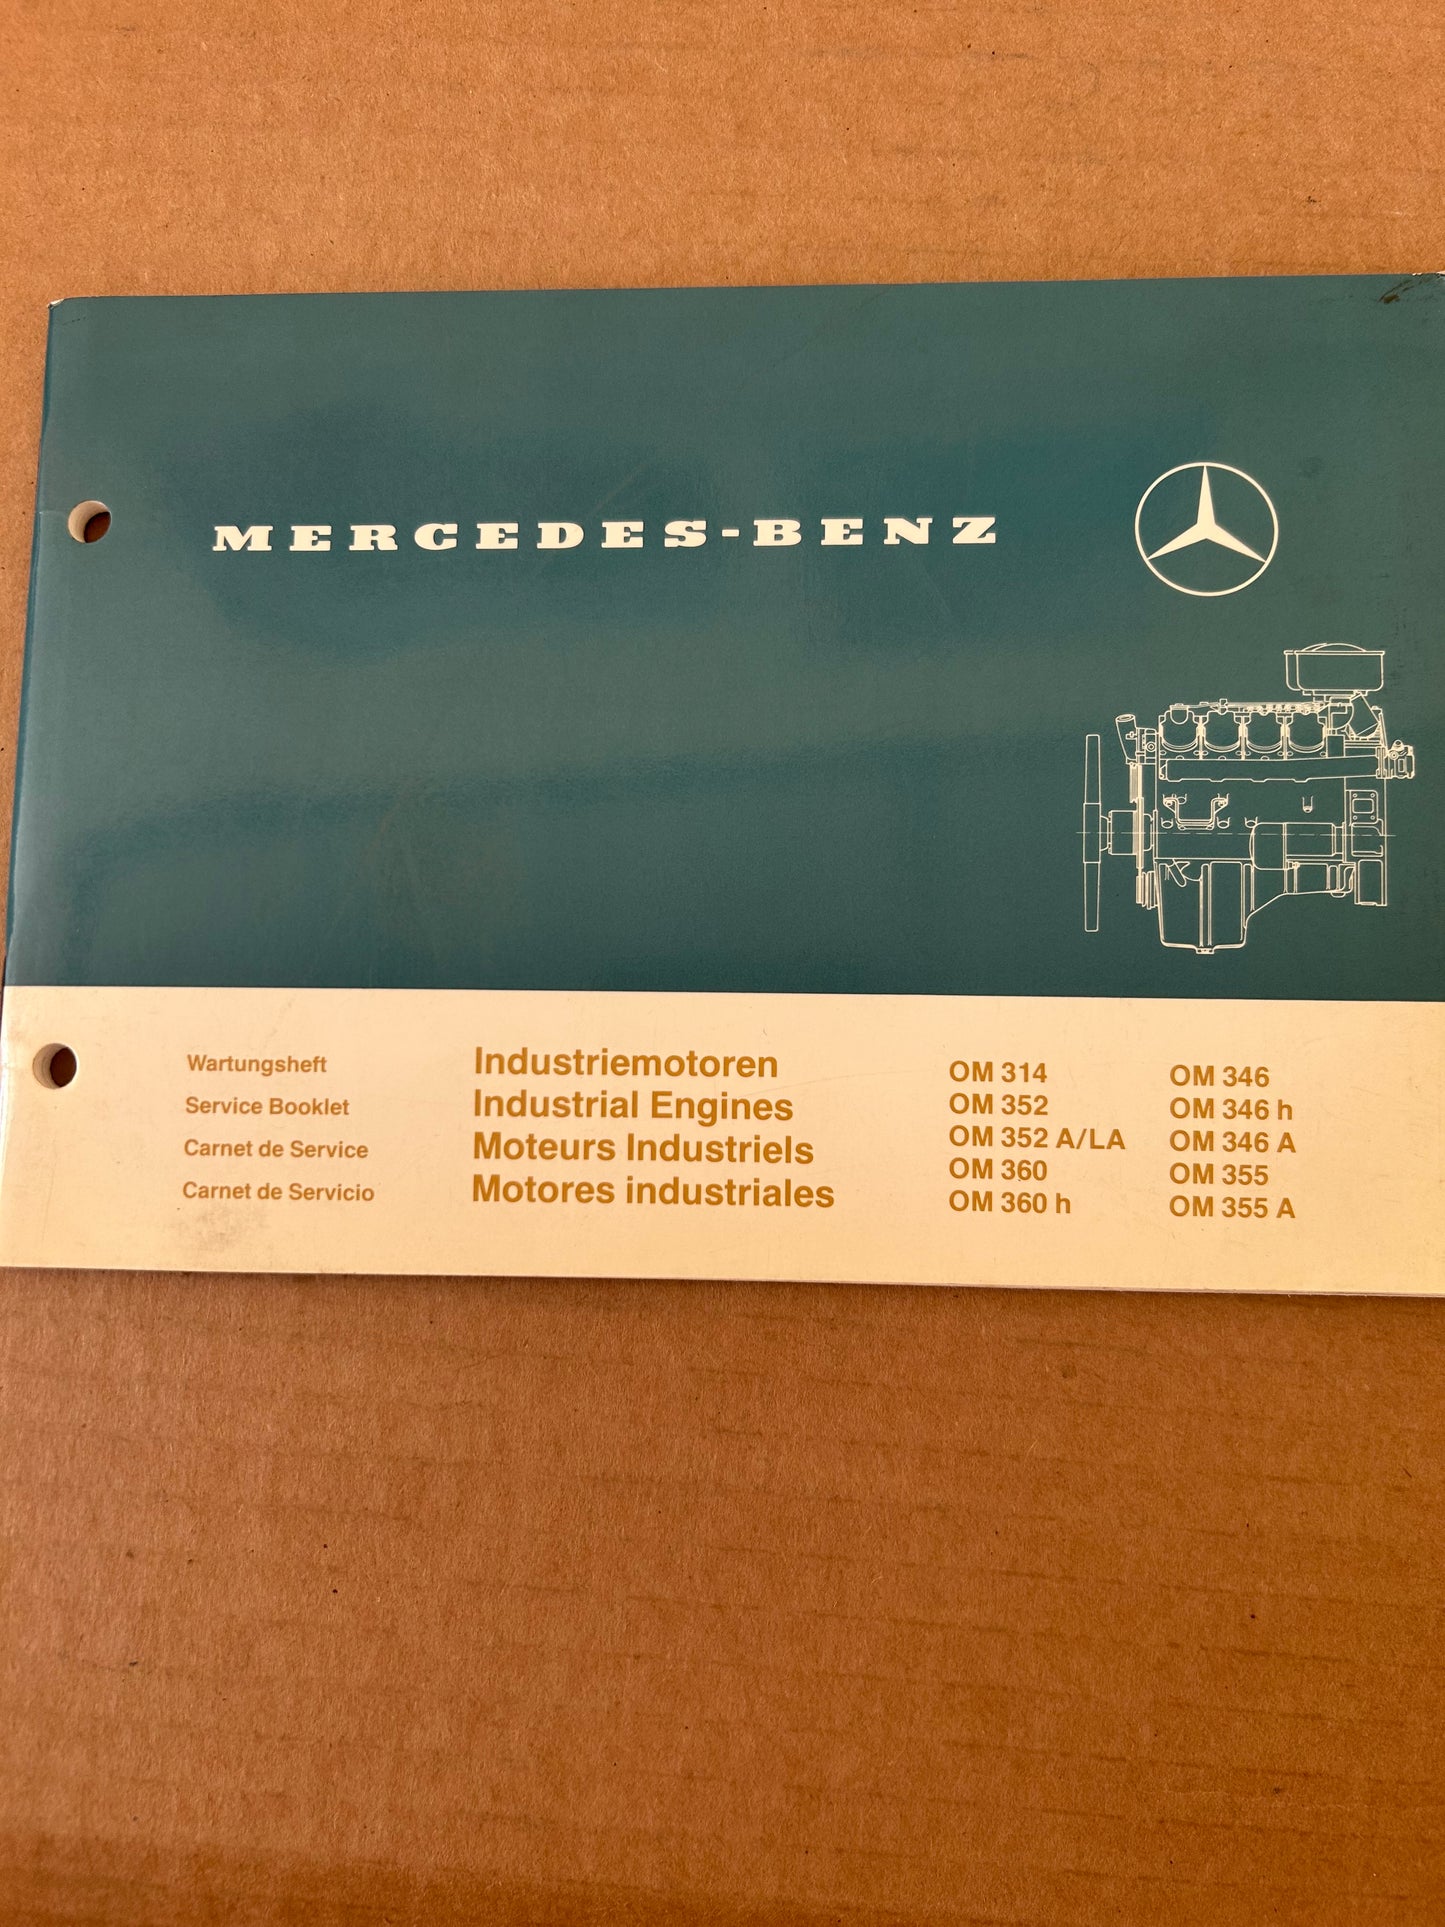 MERCEDES-BENZ
Wartungsheft
Service Booklet
Carnet de Service
Carnet de Servicio
Industriemotoren
Industrial Engines
Moteurs Industriels
Motores industriales
OM 314
OM 352
OM 352 A/LA
OM 360
OM 360 h
OM 346
OM 346 h
OM 346 A
OM 355
OM 355 A